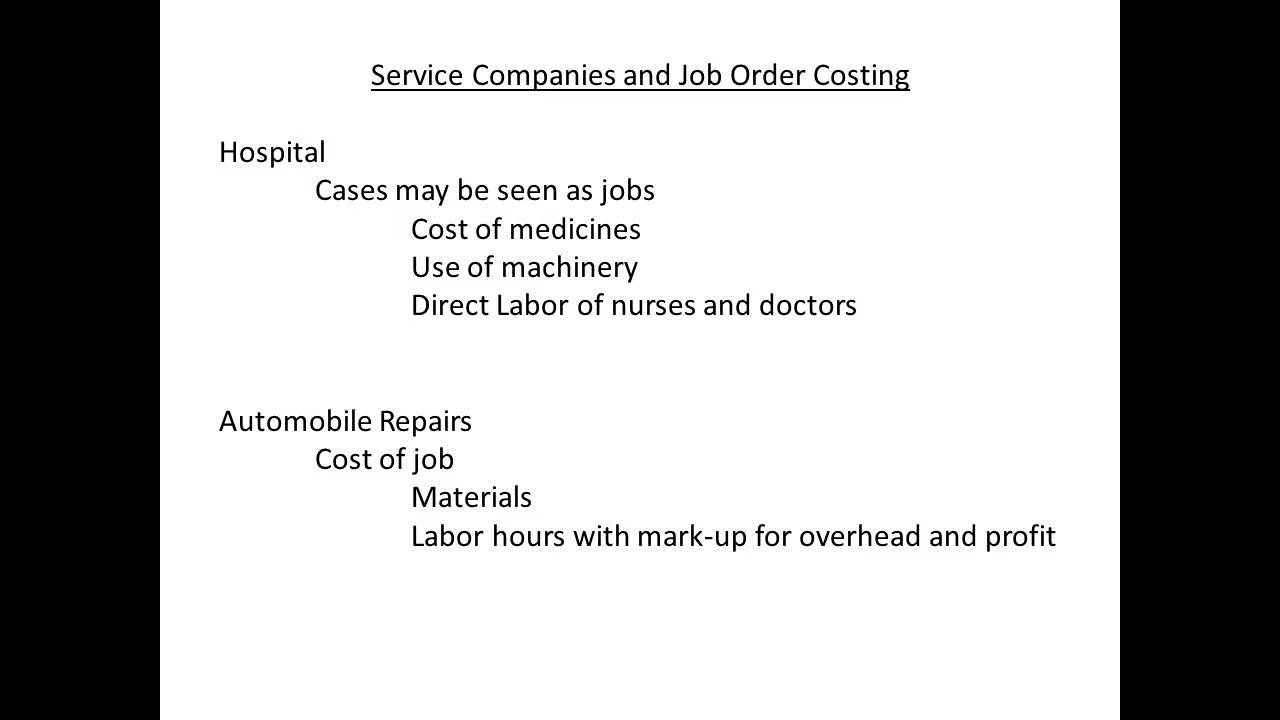 Service Companies and Job Order Costing
Hospital
Cases may be seen as jobs
Cost of medicines
Use of machinery
Direct Labor of nurses and doctors
Automobile Repairs
Cost of job
Materials
Labor hours with mark-up for overhead and profit